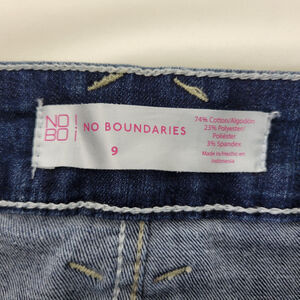 NO
BO
NO BOUNDARIES
9
74% Cotton/Algodón
23% Polyester/
Poliéster
3% Spandex
Made in/Hecho en
Indonesia